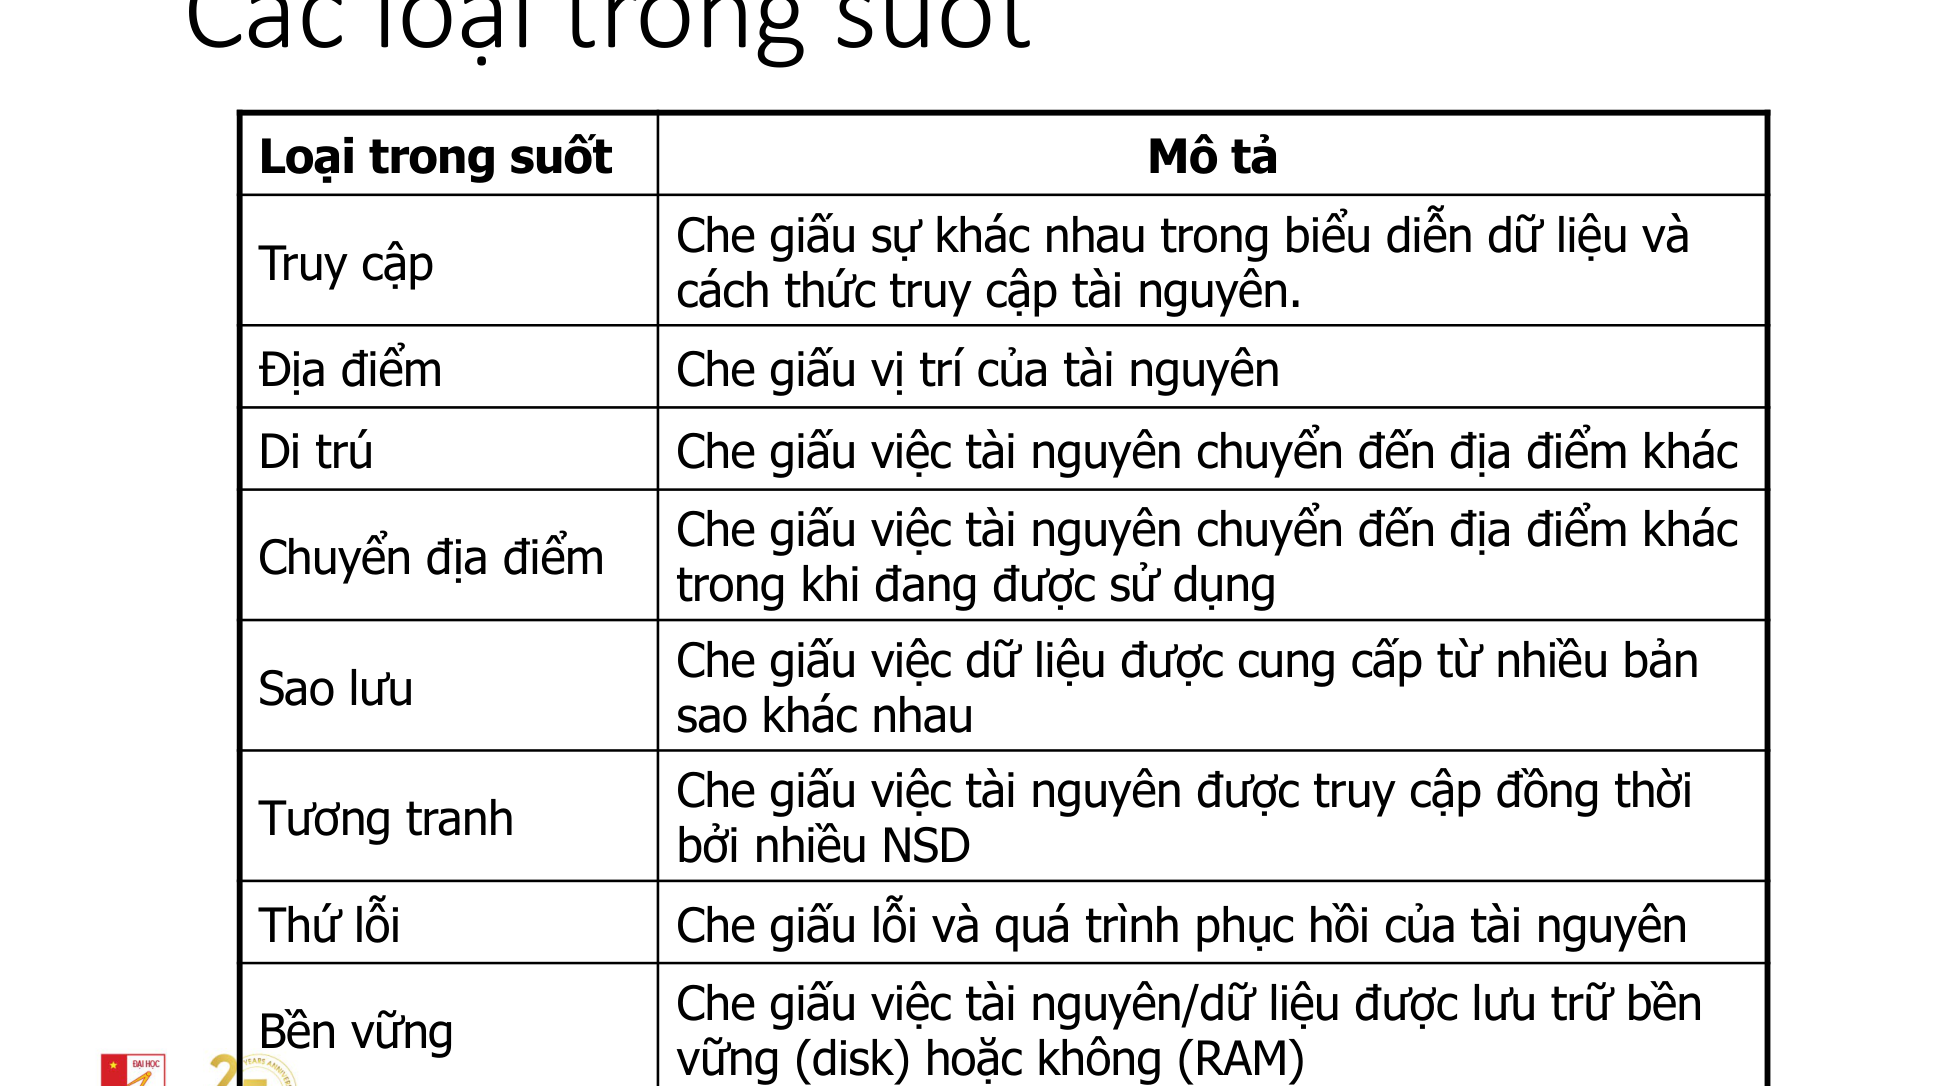 Các loại trong suốt
Loại trong suốt
Mô tả
Truy cập
Che giấu sự khác nhau trong biểu diễn dữ liệu và
cách thức truy cập tài nguyên.
Địa điểm
Che giấu vị trí của tài nguyên
Di trú
Che giấu việc tài nguyên chuyển đến địa điểm khác
Chuyển địa điểm
Che giấu việc tài nguyên chuyển đến địa điểm khác
trong khi đang được sử dụng
Sao lưu
Che giấu việc dữ liệu được cung cấp từ nhiều bản
sao khác nhau
Tương tranh
Che giấu việc tài nguyên được truy cập đồng thời
bởi nhiều NSD
Thứ lỗi
Che giấu lỗi và quá trình phục hồi của tài nguyên
Bền vững
Che giấu việc tài nguyên/dữ liệu được lưu trữ bền
vững (disk) hoặc không (RAM)
ĐẠI HỌC
25
YEARS ANNIVERS